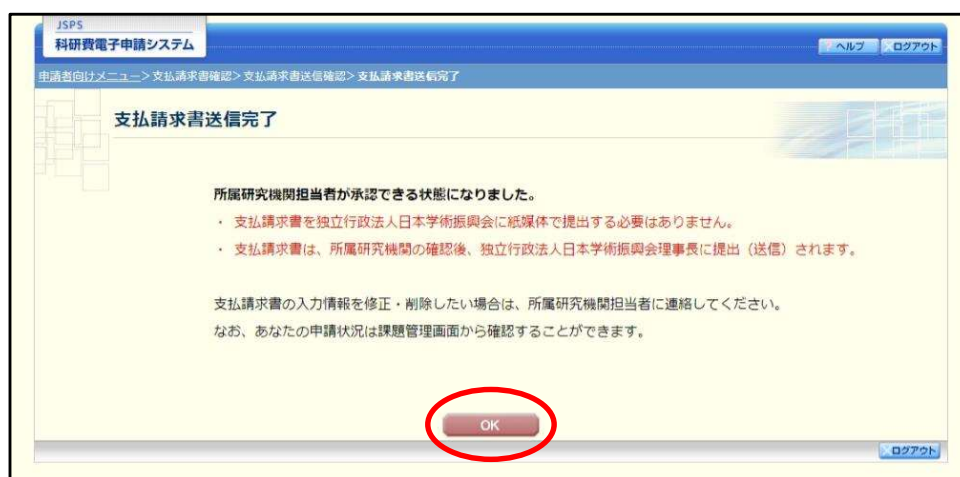 JSPS
科研費電子申請システム
ヘルプ ログアウト
申請者向けメニュー>支払請求書確認>支払請求書送信確認>支払請求書送信完了
支払請求書送信完了
所属研究機関担当者が承認できる状態になりました。
・ 支払請求書を独立行政法人日本学術振興会に紙媒体で提出する必要はありません。
・ 支払請求書は、所属研究機関の確認後、独立行政法人日本学術振興会理事長に提出（送信）されます。
支払請求書の入力情報を修正・削除したい場合は、所属研究機関担当者に連絡してください。
なお、あなたの申請状況は課題管理画面から確認することができます。
OK
ログアウト